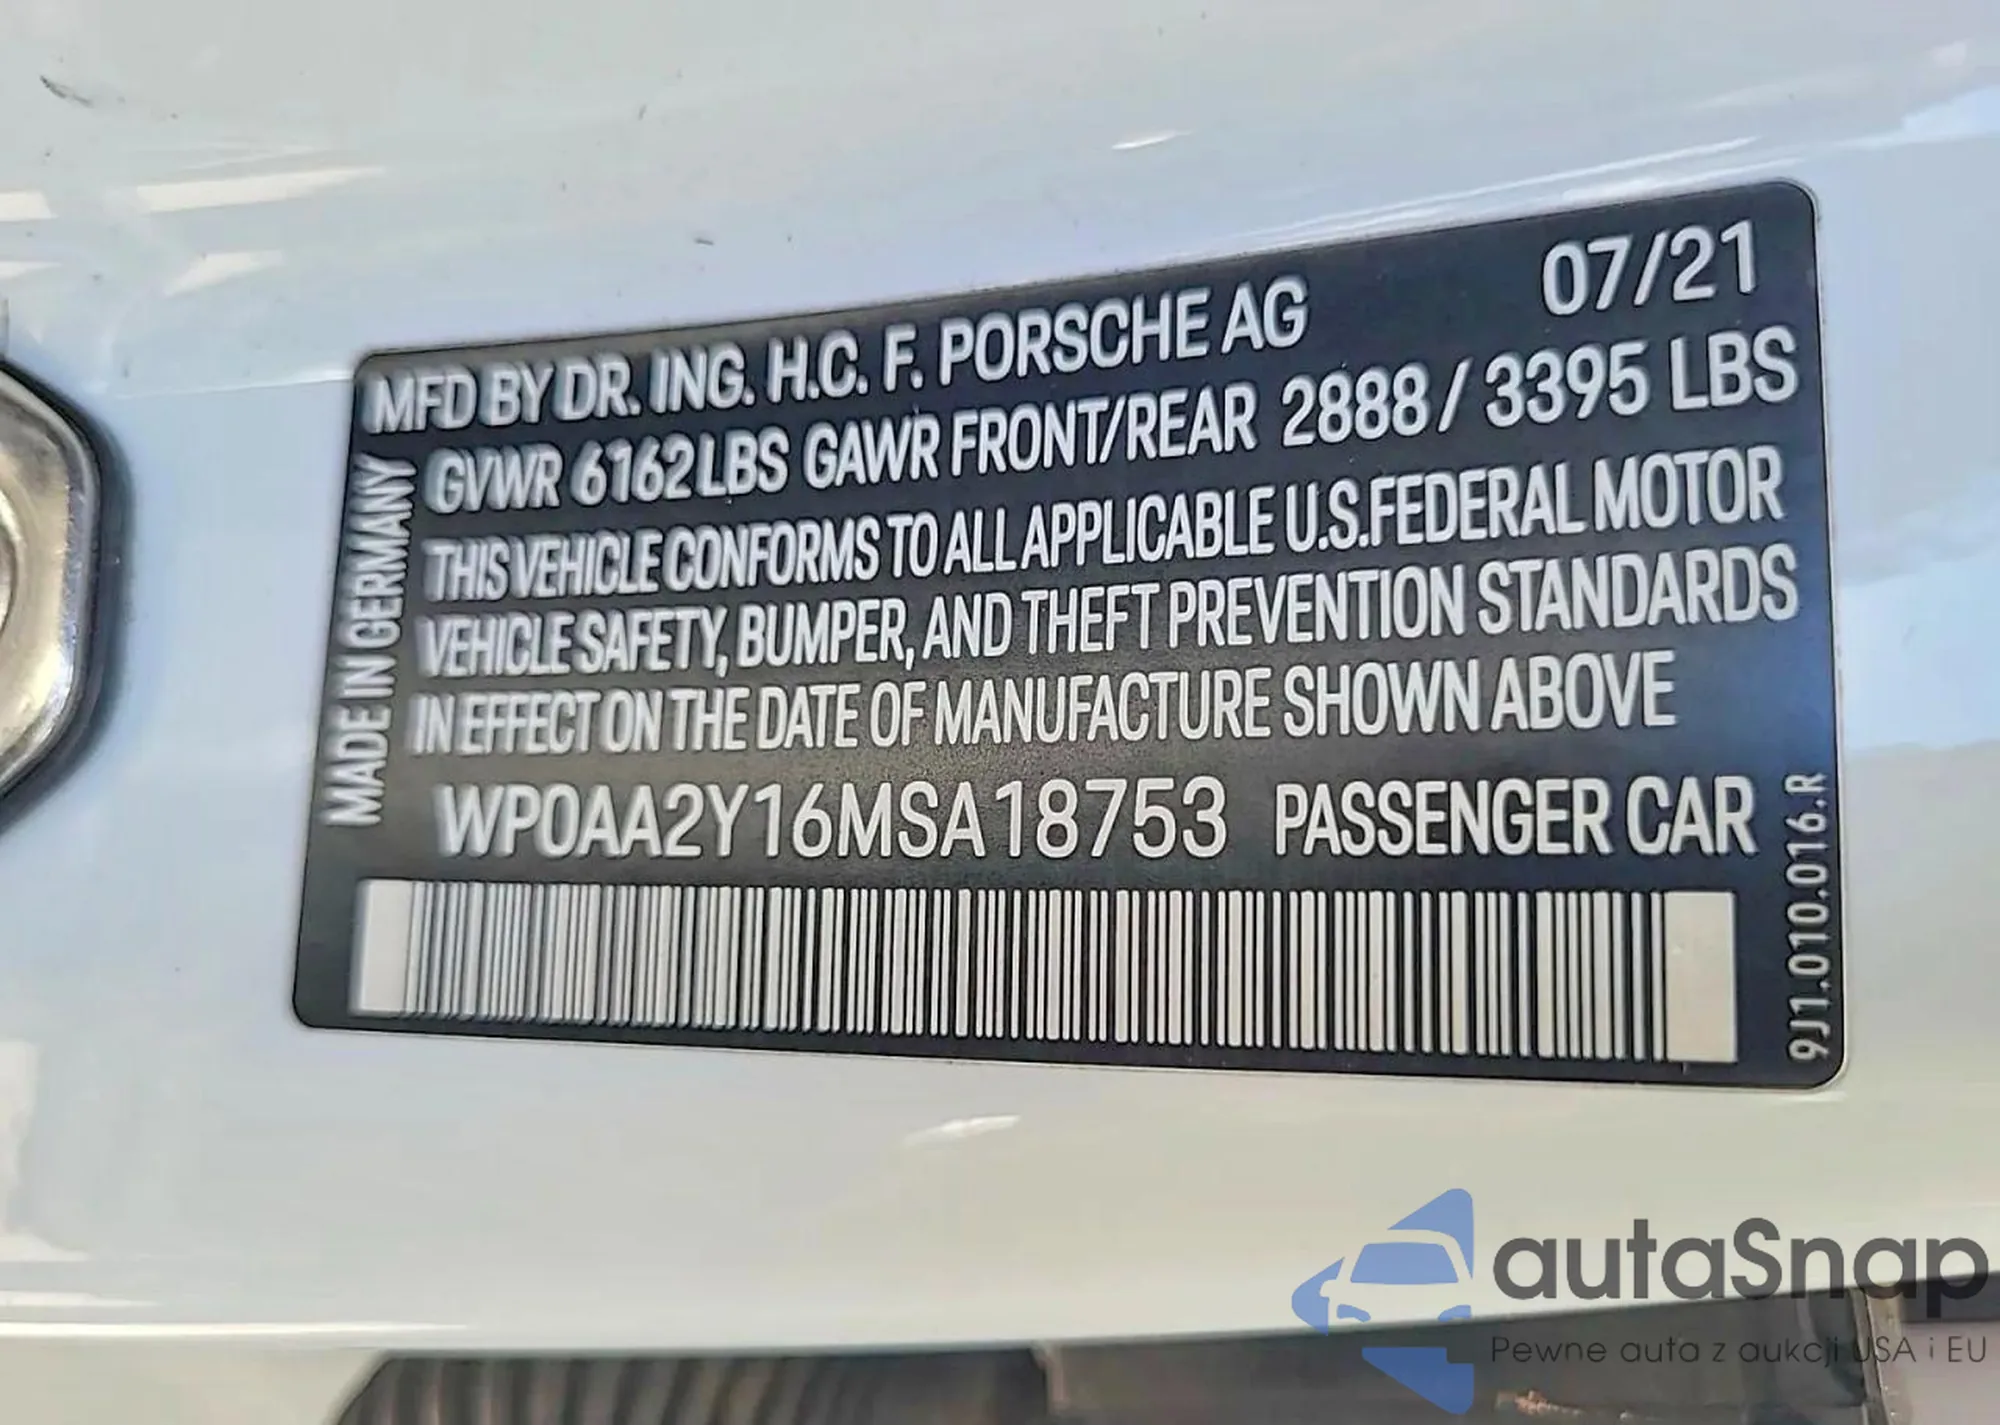 07/21
MFD BY DR. ING. H.C. F. PORSCHE AG
GVWR 6162 LBS GAWR FRONT/REAR 2888 / 3395 LBS
THIS VEHICLE CONFORMS TO ALL APPLICABLE U.S.FEDERAL MOTOR
VEHICLE SAFETY, BUMPER, AND THEFT PREVENTION STANDARDS
IN EFFECT ON THE DATE OF MANUFACTURE SHOWN ABOVE
WP0AA2Y16MSA18753 PASSENGER CAR
MADE IN GERMANY
9J1.010.016.R
autaSnap
Pewne auta z aukcji USA i EU